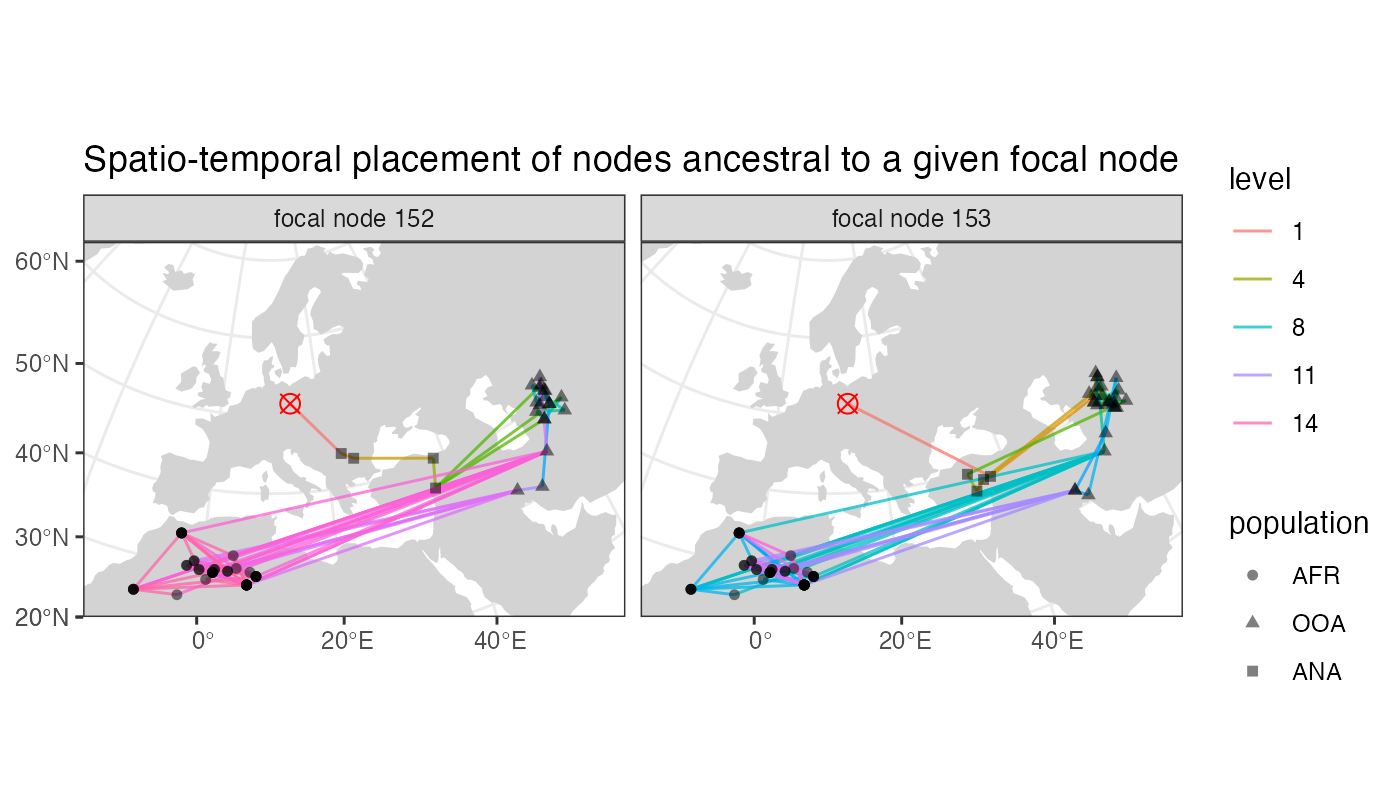 Spatio-temporal placement of nodes ancestral to a given focal node
focal node 152
focal node 153
60°N
50°N
40°N
30°N
20°N
0°
20°E
40°E
0°
20°E
40°E
level
1
4
8
11
14
population
AFR
OOA
ANA